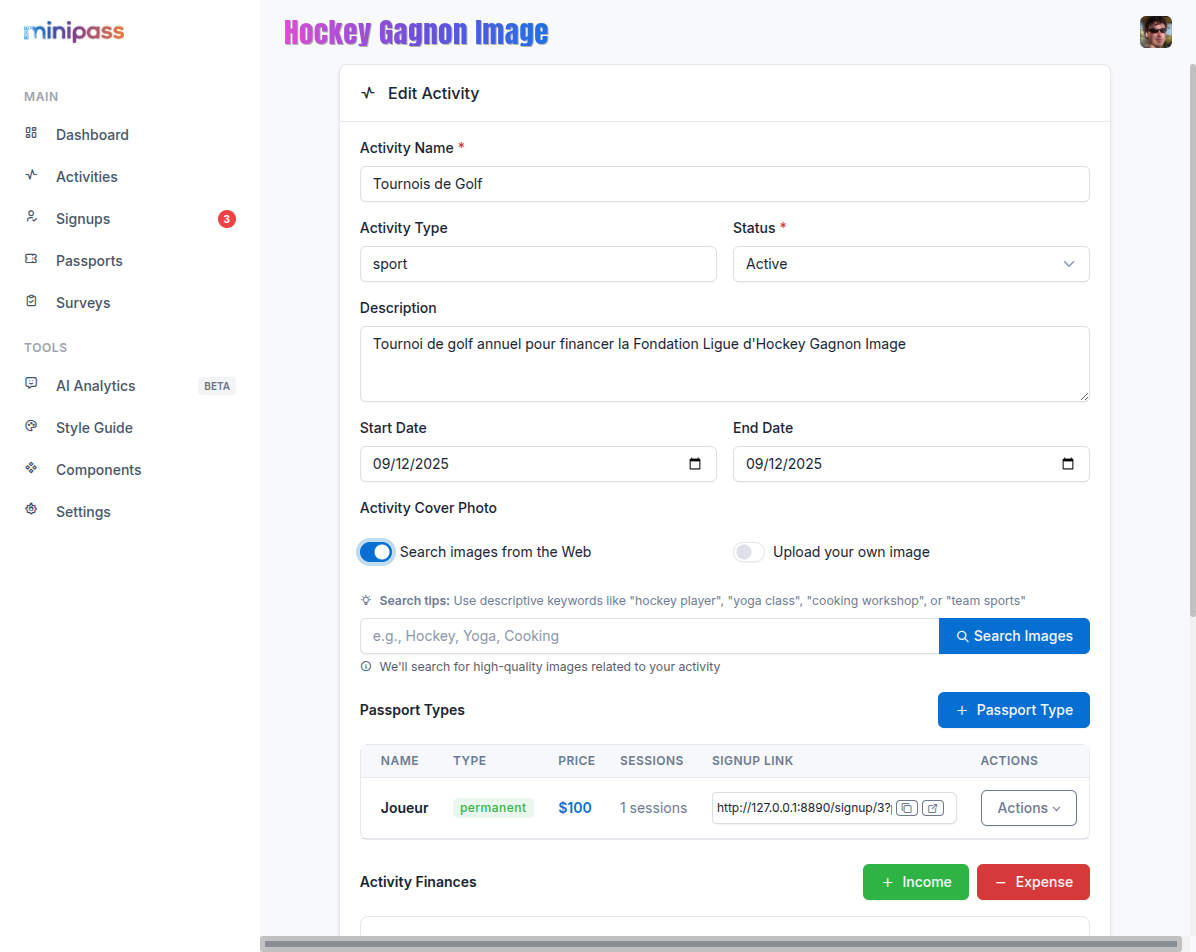 minipass
Hockey Gagnon Image
MAIN
Dashboard
Activities
Signups 3
Passports
Surveys
TOOLS
AI Analytics BETA
Style Guide
Components
Settings
Edit Activity
Activity Name *
Tournois de Golf
Activity Type Status *
sport Active
Description
Tournoi de golf annuel pour financer la Fondation Ligue d'Hockey Gagnon Image
Start Date End Date
09/12/2025 09/12/2025
Activity Cover Photo
Search images from the Web Upload your own image
Search tips: Use descriptive keywords like "hockey player", "yoga class", "cooking workshop", or "team sports"
e.g., Hockey, Yoga, Cooking Search Images
We'll search for high-quality images related to your activity
Passport Types + Passport Type
NAME TYPE PRICE SESSIONS SIGNUP LINK ACTIONS
Joueur permanent $100 1 sessions http://127.0.0.1:8890/signup/3? Actions
Activity Finances + Income − Expense